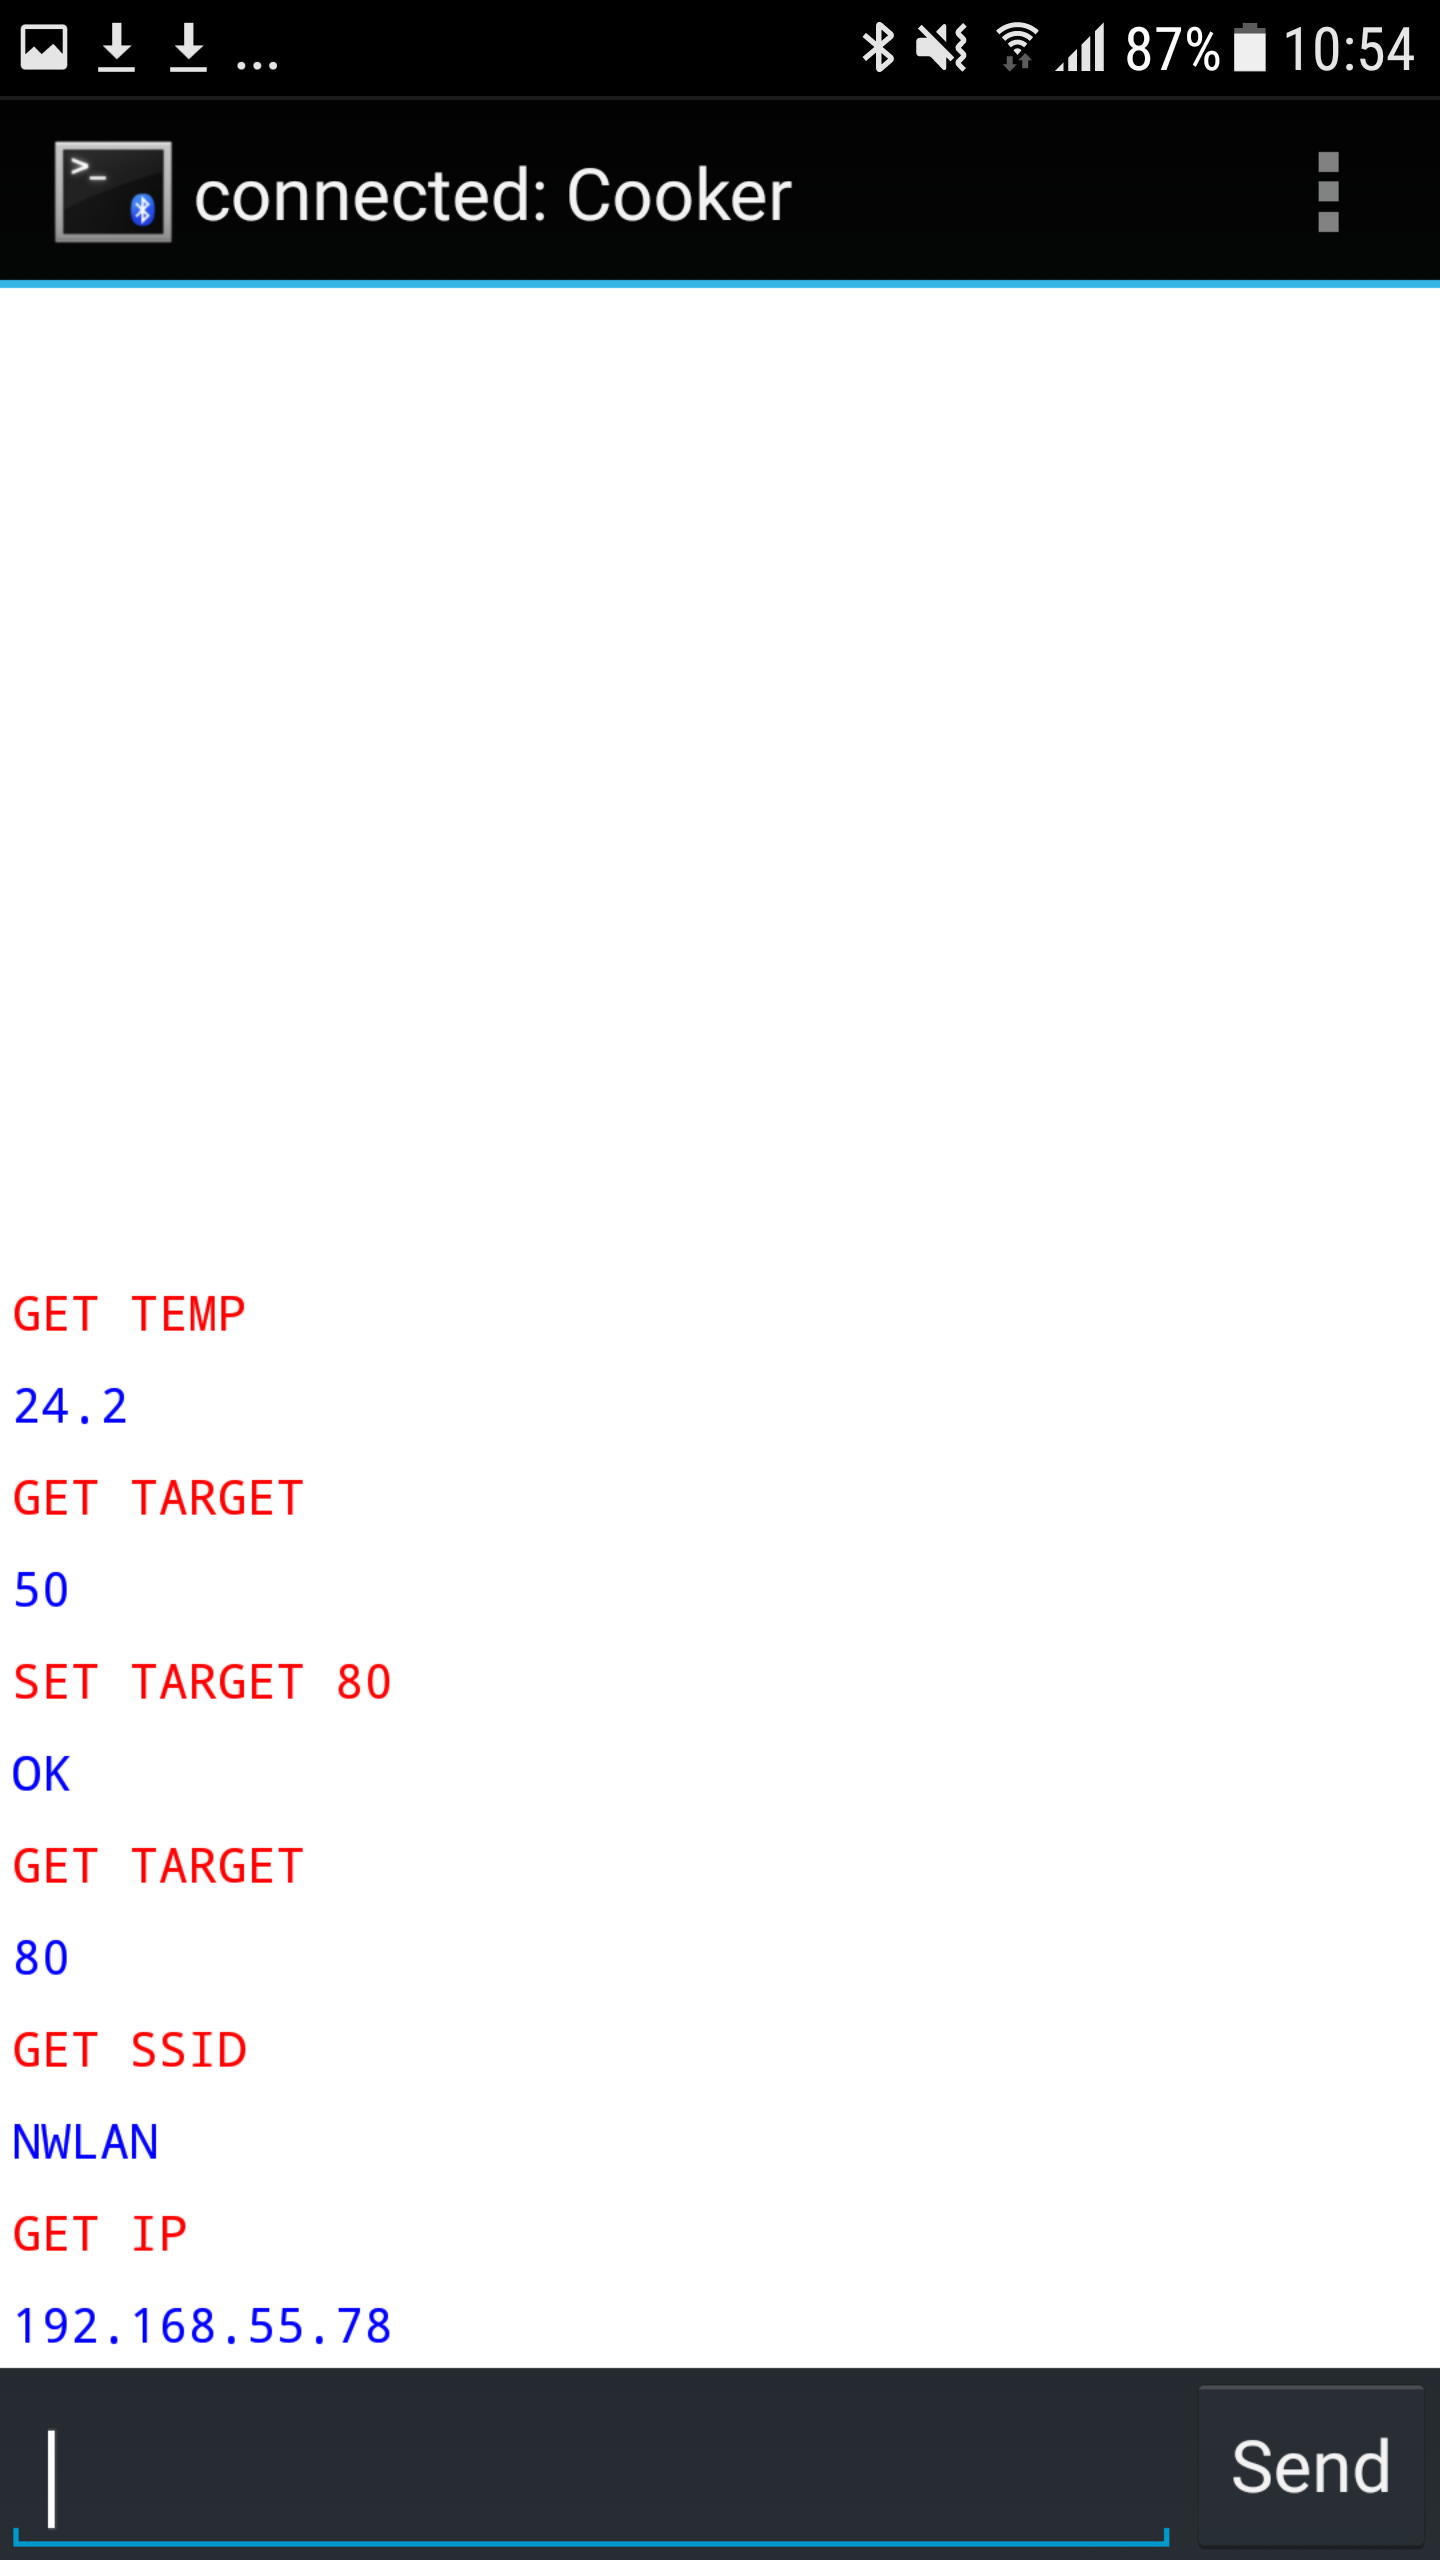 87% 10:54
>_ connected: Cooker
GET TEMP
24.2
GET TARGET
50
SET TARGET 80
OK
GET TARGET
80
GET SSID
NWLAN
GET IP
192.168.55.78
Send